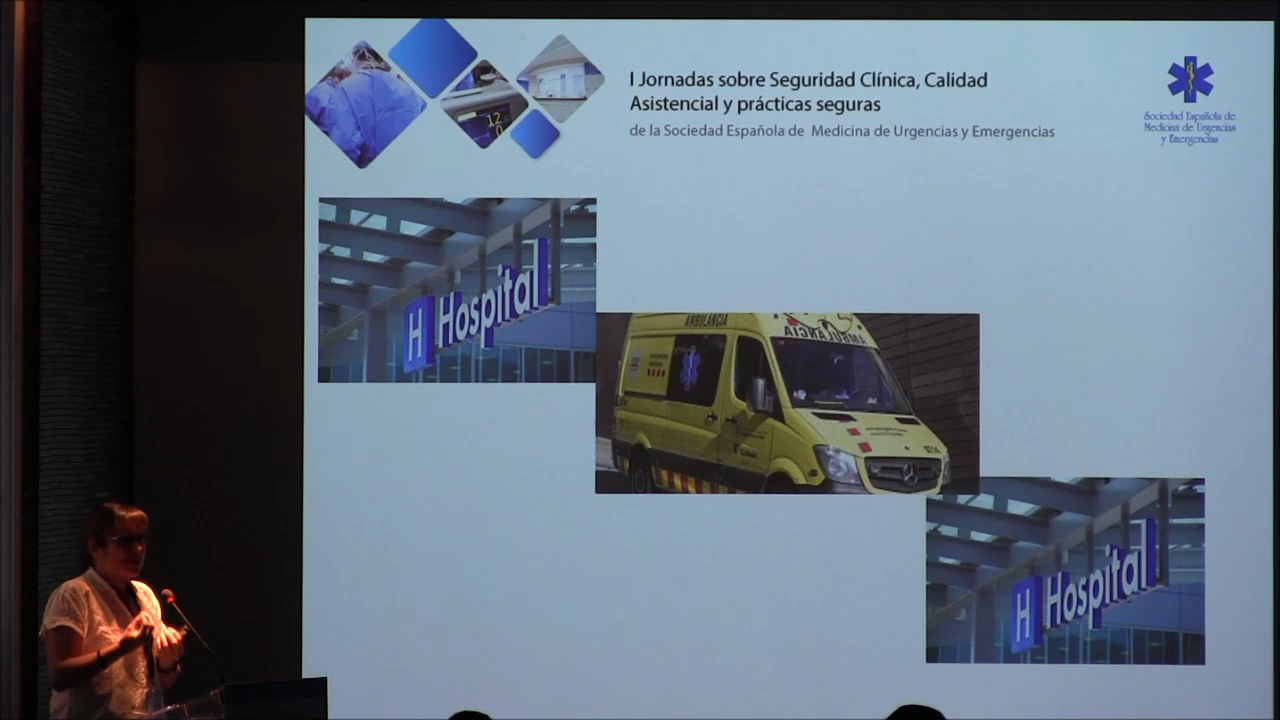 I Jornadas sobre Seguridad Clínica, Calidad
Asistencial y prácticas seguras
de la Sociedad Española de Medicina de Urgencias y Emergencias
Sociedad Española de
Medicina de Urgencias
y Emergencias
12
H Hospital
AMBULANCIA
AMBULANCIA
H Hospital